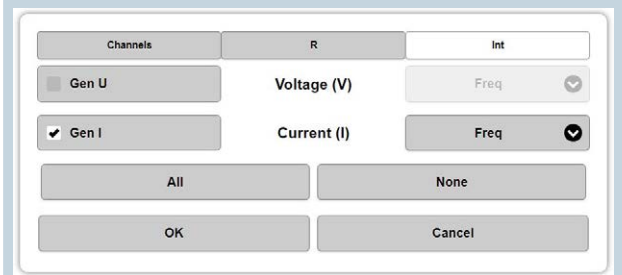 Channels R Int
Gen U Voltage (V) Freq
Gen I Current (I) Freq
All None
OK Cancel